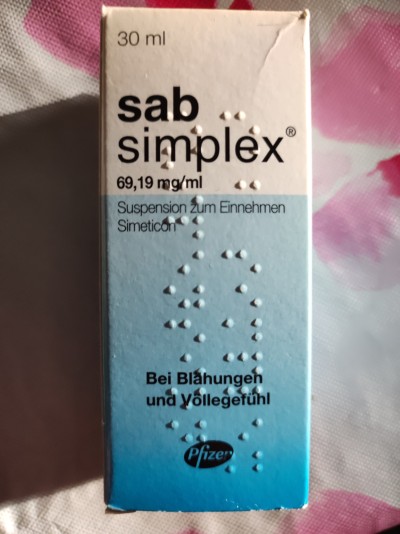 30 ml
sab
simplex®
69,19 mg/ml
Suspension zum Einnehmen
Simeticon
Bei Blähungen
und Völlegefühl
Pfizer